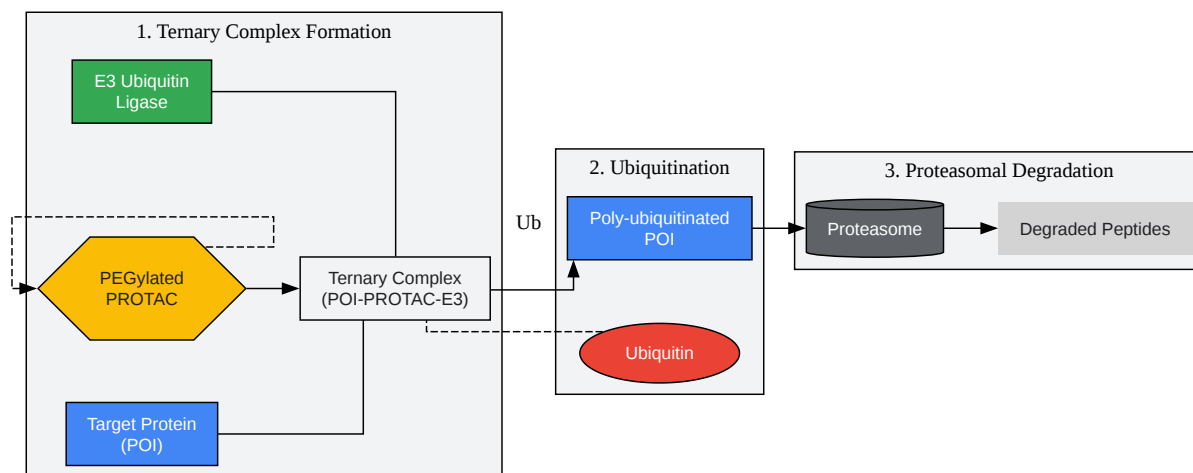 1. Ternary Complex Formation
E3 Ubiquitin
Ligase
PEGylated
PROTAC
Ternary Complex
(POI-PROTAC-E3)
Target Protein
(POI)
Ub
2. Ubiquitination
Poly-ubiquitinated
POI
Ubiquitin
3. Proteasomal Degradation
Proteasome
Degraded Peptides